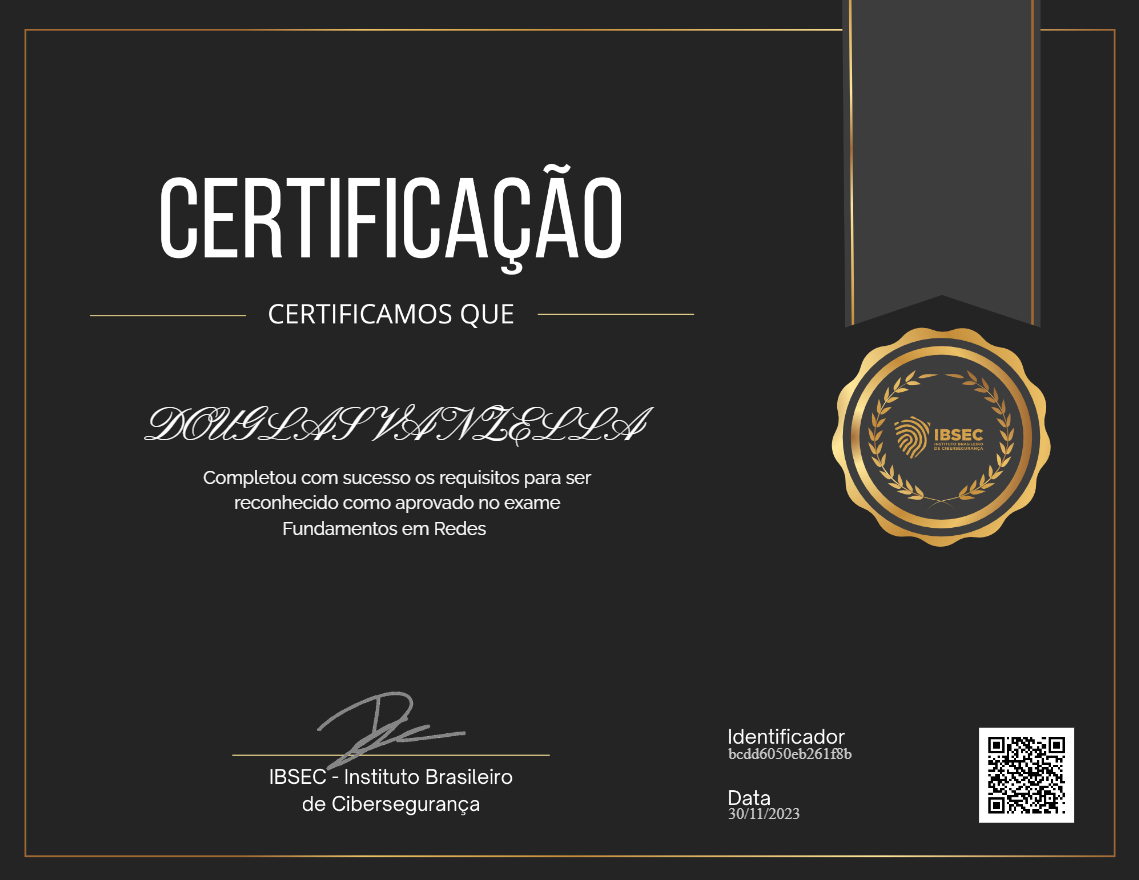 CERTIFICAÇÃO
CERTIFICAMOS QUE
DOUGLAS VANZELLA
Completou com sucesso os requisitos para ser
reconhecido como aprovado no exame
Fundamentos em Redes
IBSEC
INSTITUTO BRASILEIRO
DE CIBERSEGURANÇA
IBSEC - Instituto Brasileiro
de Cibersegurança
Identificador
bcdd6050eb261f8b
Data
30/11/2023